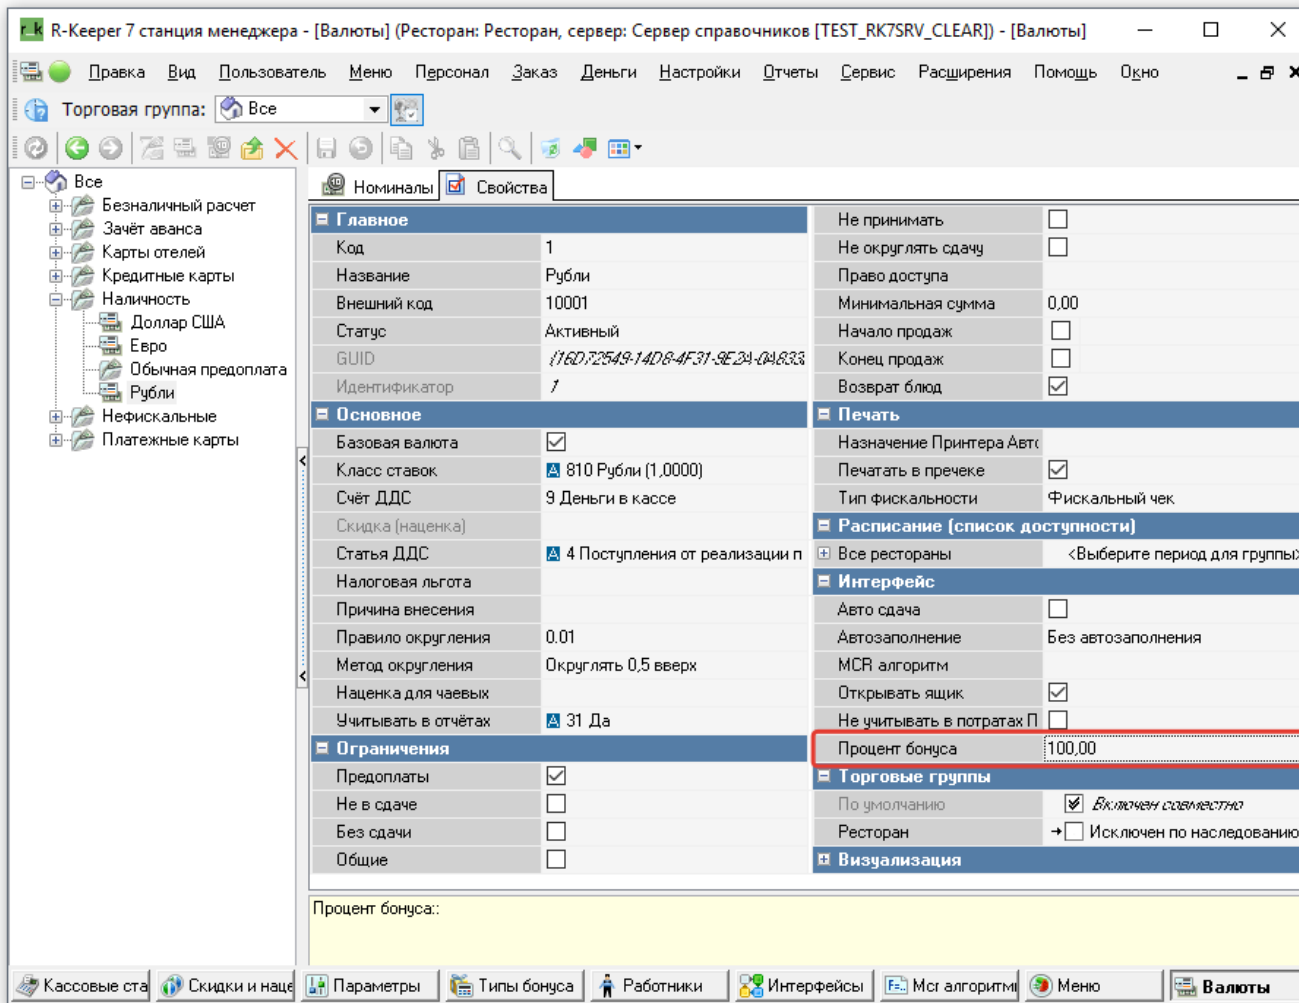 R-Keeper 7 станция менеджера - [Валюты] (Ресторан: Ресторан, сервер: Сервер справочников [TEST_RK7SRV_CLEAR]) - [Валюты]
Правка Вид Пользователь Меню Персонал Заказ Деньги Настройки Отчеты Сервис Расширения Помощь Окно
Торговая группа: Все
Все
Безналичный расчет
Зачёт аванса
Карты отелей
Кредитные карты
Наличность
Доллар США
Евро
Обычная предоплата
Рубли
Нефискальные
Платежные карты
Номиналы Свойства
Главное
Код 1
Название Рубли
Внешний код 10001
Статус Активный
GUID {16D72549-14D8-4F31-9E2A-0A833
Идентификатор 1
Основное
Базовая валюта
Класс ставок 810 Рубли (1,0000)
Счёт ДДС 9 Деньги в кассе
Скидка (наценка)
Статья ДДС 4 Поступления от реализации п
Налоговая льгота
Причина внесения
Правило округления 0.01
Метод округления Округлять 0,5 вверх
Наценка для чаевых
Учитывать в отчётах 31 Да
Ограничения
Предоплаты
Не в сдаче
Без сдачи
Общие
Не принимать
Не округлять сдачу
Право доступа
Минимальная сумма 0,00
Начало продаж
Конец продаж
Возврат блюд
Печать
Назначение Принтера Авто
Печатать в пречеке
Тип фискальности Фискальный чек
Расписание (список доступности)
Все рестораны <Выберите период для группы>
Интерфейс
Авто сдача
Автозаполнение Без автозаполнения
MCR алгоритм
Открывать ящик
Не учитывать в потратах П
Процент бонуса 100,00
Торговые группы
По умолчанию Включен совместно
Ресторан Исключен по наследованию
Визуализация
Процент бонуса::
Кассовые ста Скидки и наце Параметры Типы бонуса Работники Интерфейсы Мcr алгоритмы Меню Валюты